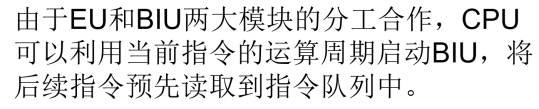 由于EU和BIU两大模块的分工合作，CPU
可以利用当前指令的运算周期启动BIU，将
后续指令预先读取到指令队列中。